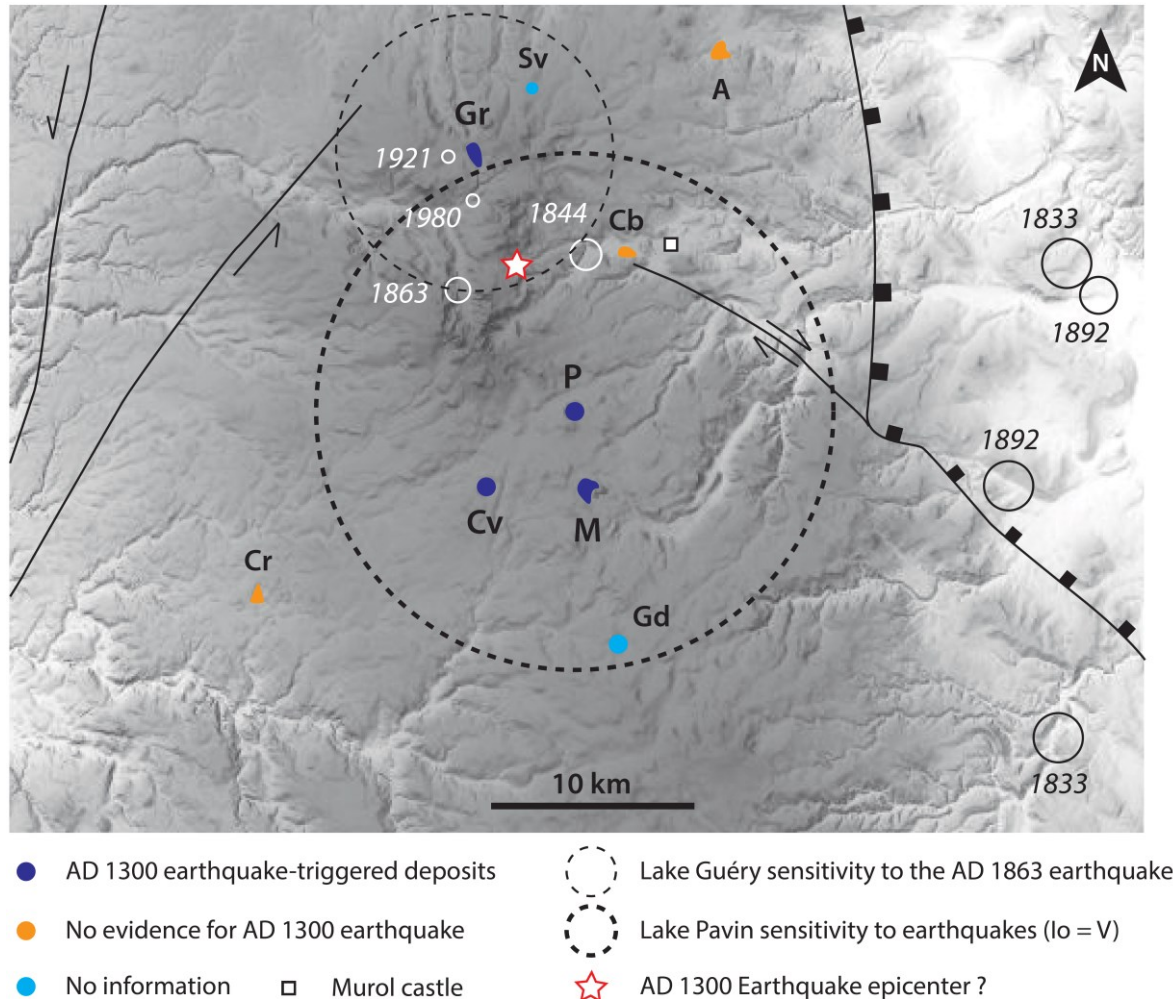 N
Sv
A
Gr
1921
1980
1844
Cb
1833
1863
1892
P
1892
Cv
M
Cr
Gd
10 km
1833
AD 1300 earthquake-triggered deposits
Lake Guéry sensitivity to the AD 1863 earthquake
No evidence for AD 1300 earthquake
Lake Pavin sensitivity to earthquakes (Io = V)
No information
Murol castle
AD 1300 Earthquake epicenter ?